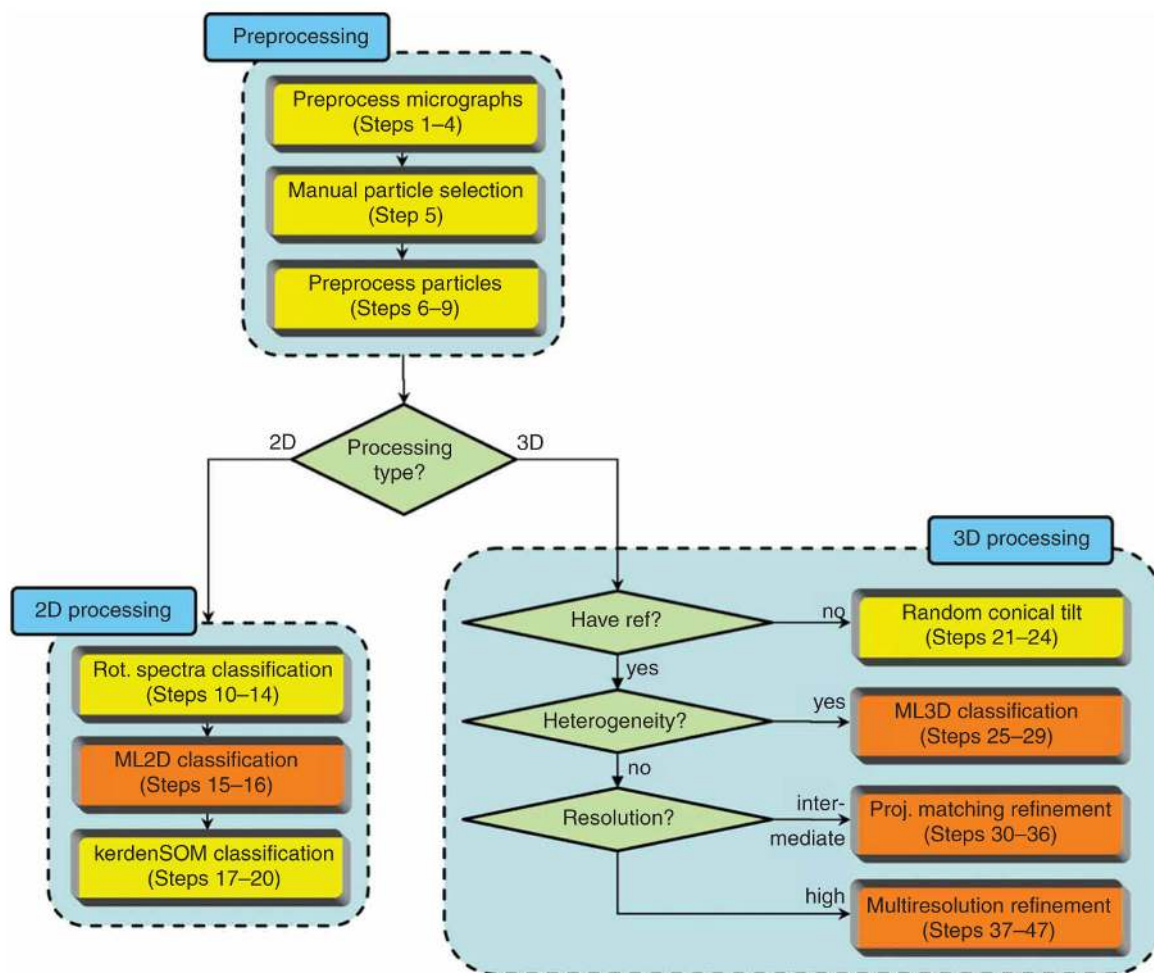 Preprocessing
Preprocess micrographs
(Steps 1–4)
Manual particle selection
(Step 5)
Preprocess particles
(Steps 6–9)
2D
Processing
type?
3D
3D processing
2D processing
Have ref?
no
Random conical tilt
(Steps 21–24)
yes
Rot. spectra classification
(Steps 10–14)
Heterogeneity?
yes
ML3D classification
(Steps 25–29)
no
ML2D classification
(Steps 15–16)
Resolution?
inter-
mediate
Proj. matching refinement
(Steps 30–36)
kerdenSOM classification
(Steps 17–20)
high
Multiresolution refinement
(Steps 37–47)